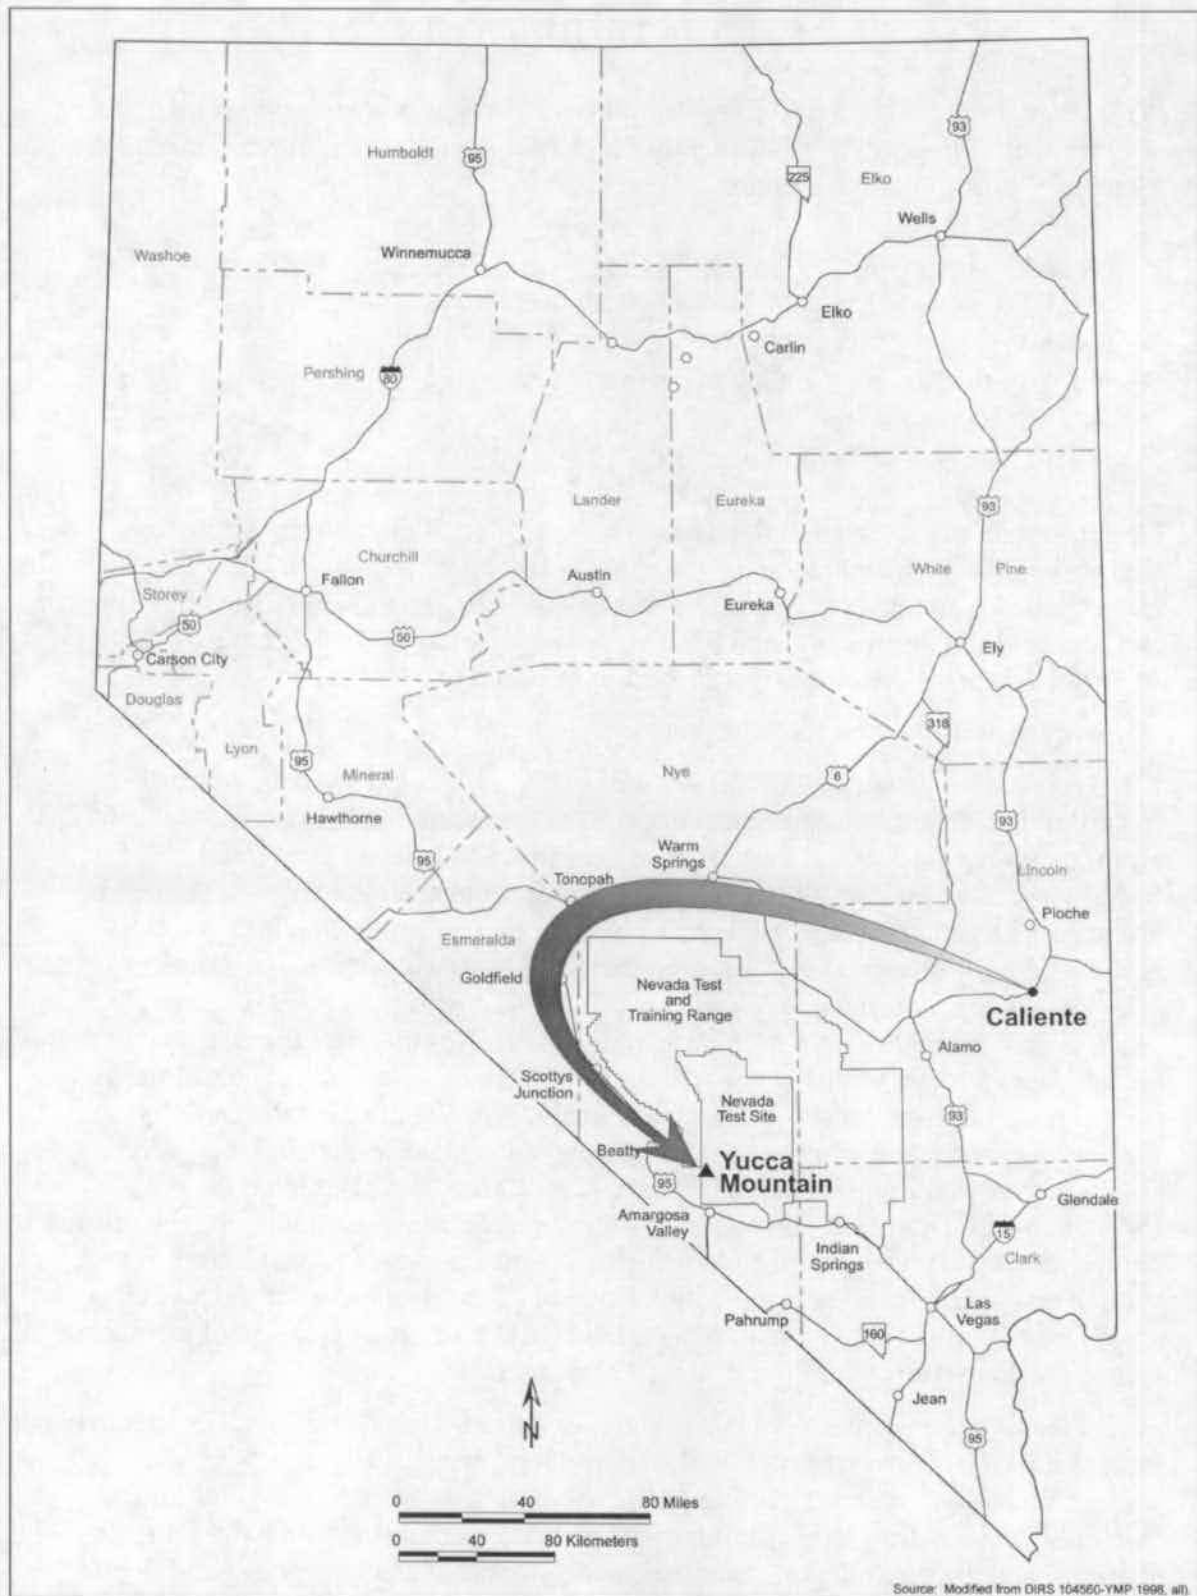 93
Humboldt
95
225
Elko
Wells
Washoe
Winnemucca
Elko
Carlin
Pershing
80
Lander
Eureka
93
Churchill
Fallon
Austin
White Pine
Storey
Eureka
50
50
Carson City
Ely
Douglas
318
Lyon
95
Mineral
Nye
6
Hawthorne
93
95
Warm
Springs
Lincoln
Tonopah
Pioche
Esmeralda
Goldfield
Nevada Test
and
Training Range
Caliente
Alamo
Scottys
Junction
Nevada
Test Site
93
Beatty
Yucca
Mountain
95
Glendale
Amargosa
Valley
15
Indian
Springs
Clark
Las
Vegas
Pahrump
160
Jean
N
95
0 40 80 Miles
0 40 80 Kilometers
Source: Modified from DIRS 104560-YMP 1998, all)